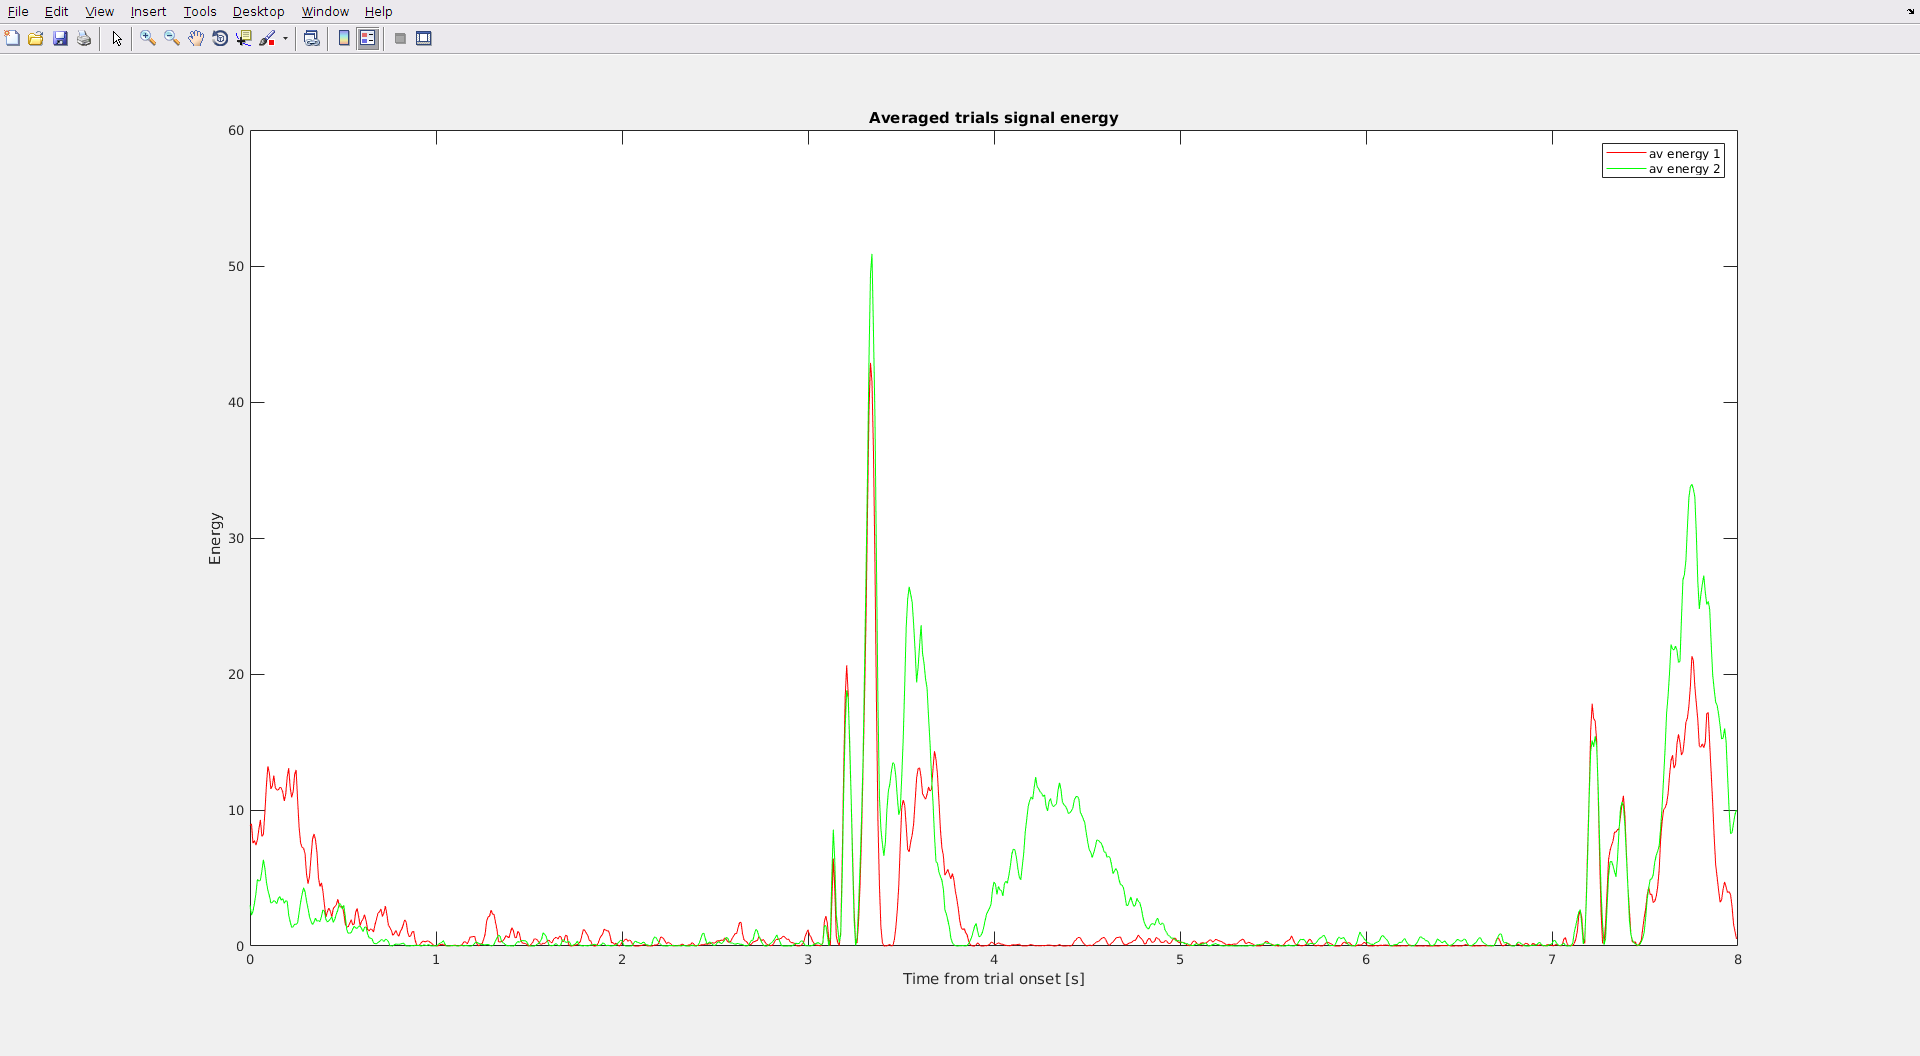 File Edit View Insert Tools Desktop Window Help
Averaged trials signal energy
av energy 1
av energy 2
60
50
40
30
20
10
0
Energy
0 1 2 3 4 5 6 7 8
Time from trial onset [s]